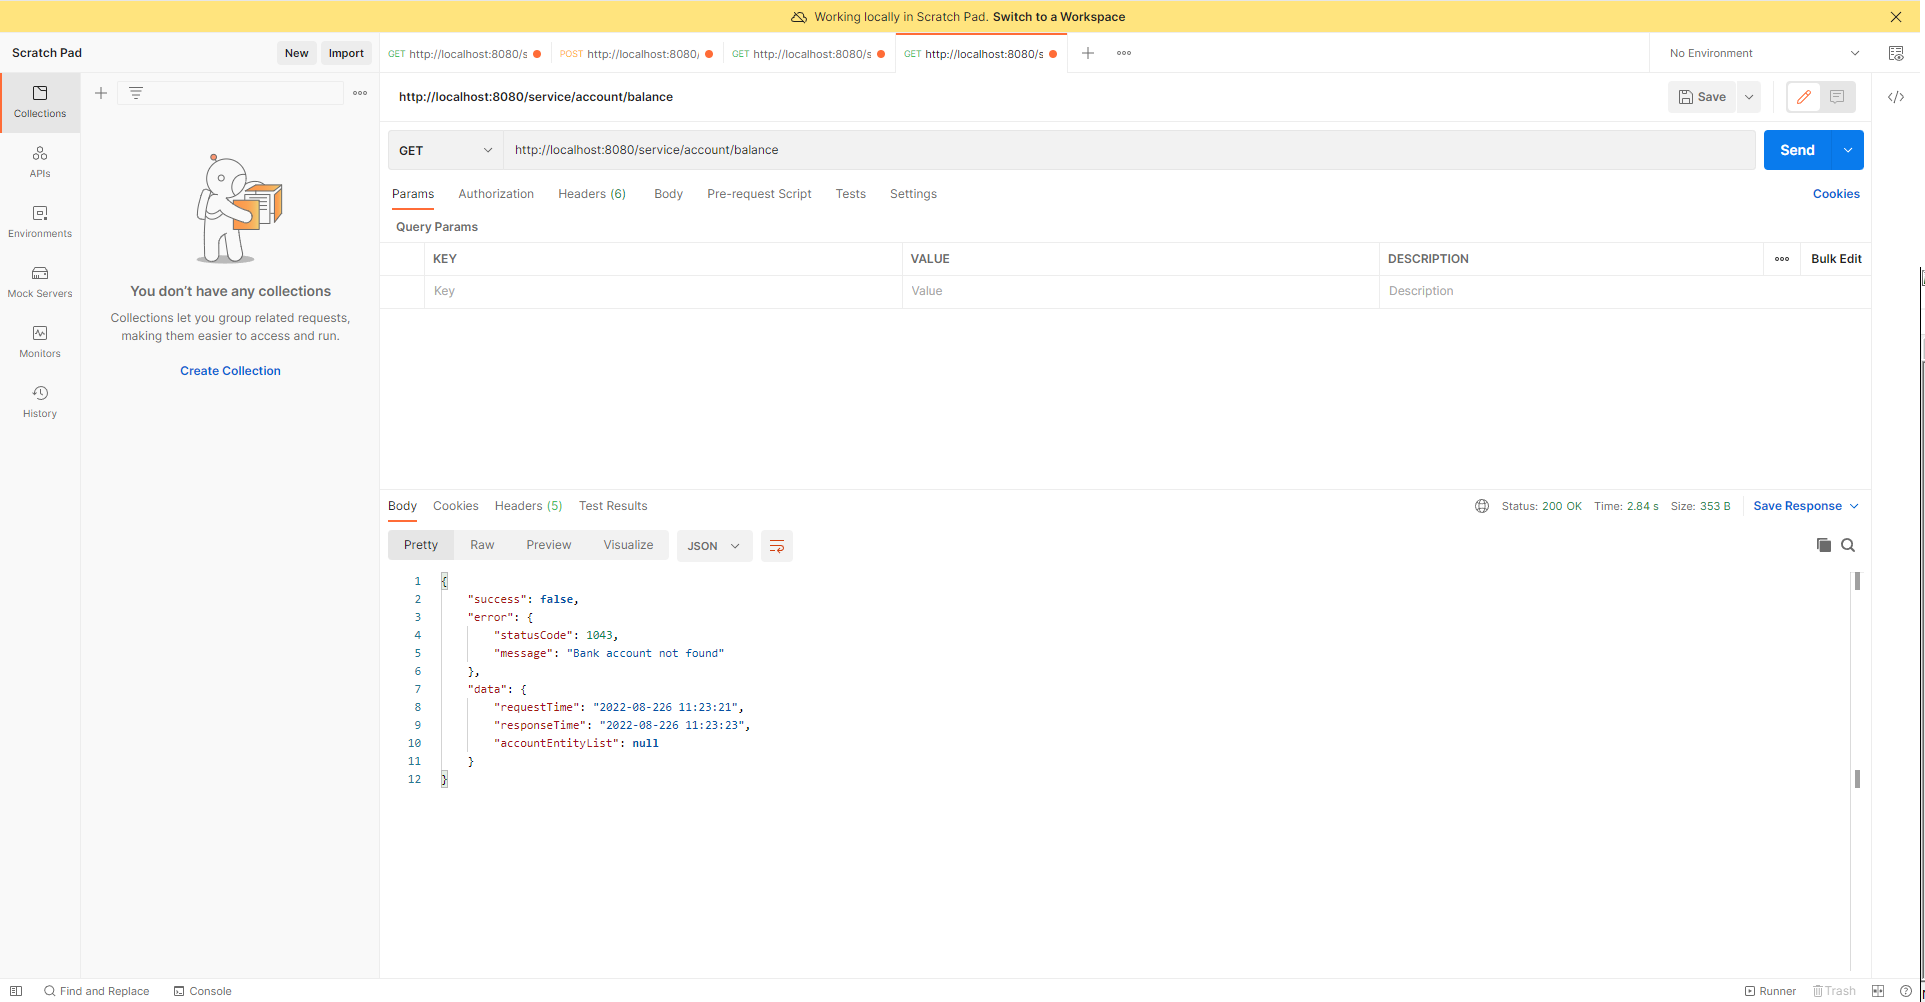 Working locally in Scratch Pad. Switch to a Workspace
Scratch Pad
New
Import
GET http://localhost:8080/s
POST http://localhost:8080/
GET http://localhost:8080/s
GET http://localhost:8080/s
No Environment
Collections
APIs
Environments
Mock Servers
Monitors
History
You don’t have any collections
Collections let you group related requests,
making them easier to access and run.
Create Collection
http://localhost:8080/service/account/balance
Save
GET
http://localhost:8080/service/account/balance
Send
Params
Authorization
Headers (6)
Body
Pre-request Script
Tests
Settings
Cookies
Query Params
KEY
VALUE
DESCRIPTION
Bulk Edit
Key
Value
Description
Body
Cookies
Headers (5)
Test Results
Status: 200 OK
Time: 2.84 s
Size: 353 B
Save Response
Pretty
Raw
Preview
Visualize
JSON
1 {
2 "success": false,
3 "error": {
4 "statusCode": 1043,
5 "message": "Bank account not found"
6 },
7 "data": {
8 "requestTime": "2022-08-226 11:23:21",
9 "responseTime": "2022-08-226 11:23:23",
10 "accountEntityList": null
11 }
12 }
Find and Replace
Console
Runner
Trash